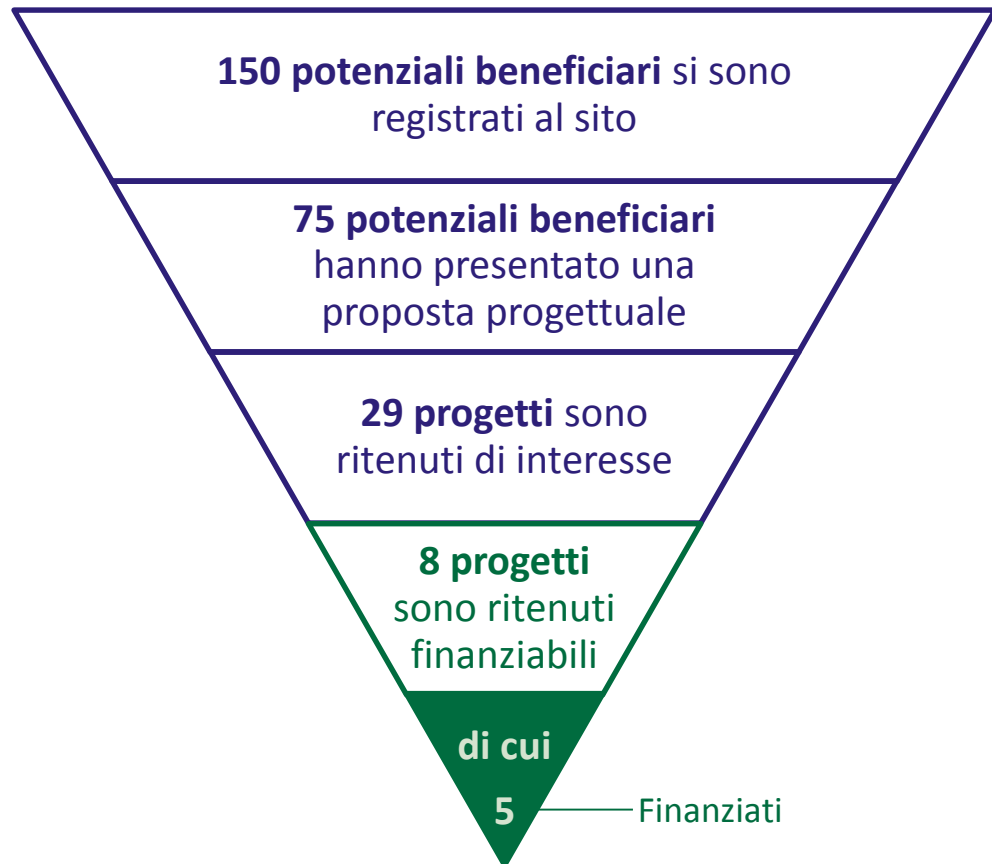 150 potenziali beneficiari si sono
registrati al sito
75 potenziali beneficiari
hanno presentato una
proposta progettuale
29 progetti sono
ritenuti di interesse
8 progetti
sono ritenuti
finanziabili
di cui
5
Finanziati